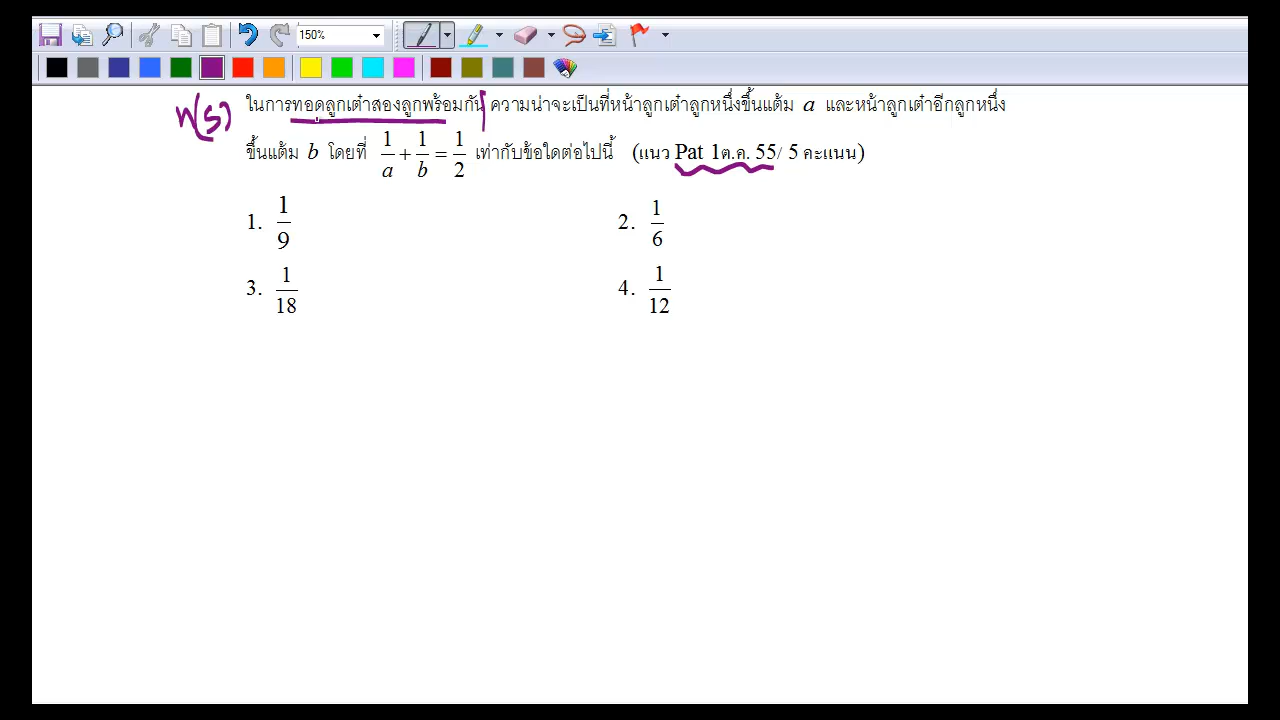 150%
n(s) ในการทอดลูกเต๋าสองลูกพร้อมกัน ความน่าจะเป็นที่หน้าลูกเต๋าลูกหนึ่งขึ้นแต้ม a และหน้าลูกเต๋าอีกลูกหนึ่ง
ขึ้นแต้ม b โดยที่ 1/a + 1/b = 1/2 เท่ากับข้อใดต่อไปนี้ (แนว Pat 1ต.ค. 55/ 5 คะแนน)
1. 1/9 2. 1/6
3. 1/18 4. 1/12